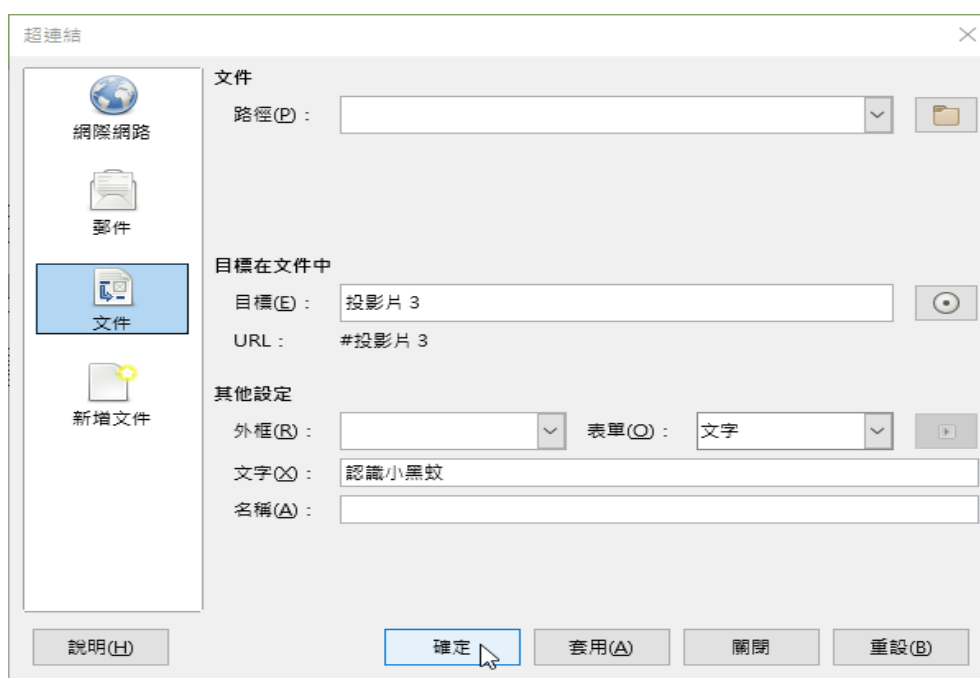 超連結
網際網路
郵件
文件
新增文件
文件
路徑(P)：
目標在文件中
目標(E)： 投影片 3
URL： #投影片 3
其他設定
外框(R)： 表單(O)： 文字
文字(X)： 認識小黑蚊
名稱(A)：
說明(H) 確定 套用(A) 關閉 重設(B)